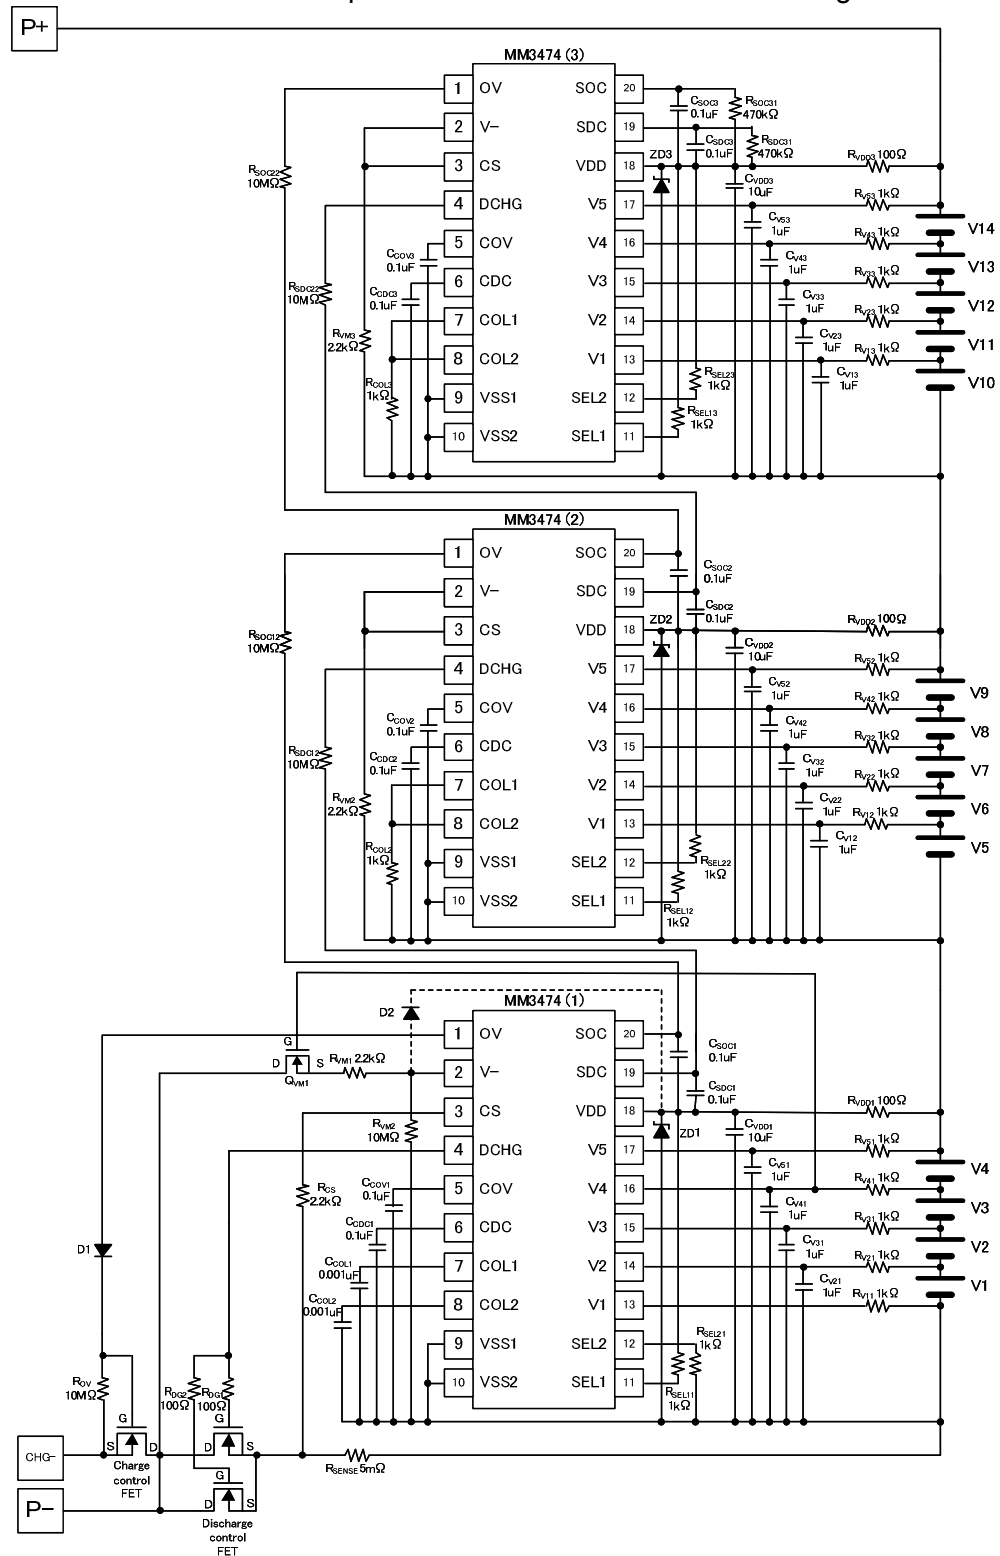 P+
MM3474 (3)
1 OV SOC 20
2 V- SDC 19
3 CS VDD 18
4 DCHG V5 17
5 COV V4 16
6 CDC V3 15
7 COL1 V2 14
8 COL2 V1 13
9 VSS1 SEL2 12
10 VSS2 SEL1 11
CSOC3
0.1uF
RSOC31
470kΩ
CSDC3
0.1uF
RSDC31
470kΩ
ZD3
RVDD3 100Ω
CVDD3
10uF
RV53 1kΩ
CV53
1uF
RV43 1kΩ
CV43
1uF
RV33 1kΩ
CV33
1uF
RV23 1kΩ
CV23
1uF
RV13 1kΩ
CV13
1uF
V14
V13
V12
V11
V10
RSOC22
10MΩ
RSDC22
10MΩ
RVM3
2.2kΩ
CCOV3
0.1uF
CCDC3
0.1uF
RCOL3
1kΩ
RSEL23
1kΩ
RSEL13
1kΩ
MM3474 (2)
1 OV SOC 20
2 V- SDC 19
3 CS VDD 18
4 DCHG V5 17
5 COV V4 16
6 CDC V3 15
7 COL1 V2 14
8 COL2 V1 13
9 VSS1 SEL2 12
10 VSS2 SEL1 11
CSOC2
0.1uF
CSDC2
0.1uF
ZD2
RVDD2 100Ω
CVDD2
10uF
RV52 1kΩ
CV52
1uF
RV42 1kΩ
CV42
1uF
RV32 1kΩ
CV32
1uF
RV22 1kΩ
CV22
1uF
RV12 1kΩ
CV12
1uF
V9
V8
V7
V6
V5
RSOC12
10MΩ
RSDC12
10MΩ
RVM2
2.2kΩ
CCOV2
0.1uF
CCDC2
0.1uF
RCOL2
1kΩ
RSEL22
1kΩ
RSEL12
1kΩ
MM3474 (1)
1 OV SOC 20
2 V- SDC 19
3 CS VDD 18
4 DCHG V5 17
5 COV V4 16
6 CDC V3 15
7 COL1 V2 14
8 COL2 V1 13
9 VSS1 SEL2 12
10 VSS2 SEL1 11
D2
G
D S
QVM1
RVM1 2.2kΩ
RVM2
10MΩ
CSOC1
0.1uF
CSDC1
0.1uF
ZD1
RVDD1 100Ω
CVDD1
10uF
RV51 1kΩ
CV51
1uF
RV41 1kΩ
CV41
1uF
RV31 1kΩ
CV31
1uF
RV21 1kΩ
CV21
1uF
RV11 1kΩ
V4
V3
V2
V1
RCS
2.2kΩ
CCOV1
0.1uF
CCDC1
0.1uF
CCOL1
0.001uF
CCOL2
0.001uF
RSEL21
1kΩ
RSEL11
1kΩ
D1
ROV
10MΩ
RDG2
100Ω
RDG1
100Ω
G
S D
Charge
control
FET
G
D S
G
D S
Discharge
control
FET
RSENSE 5mΩ
CHG-
P-